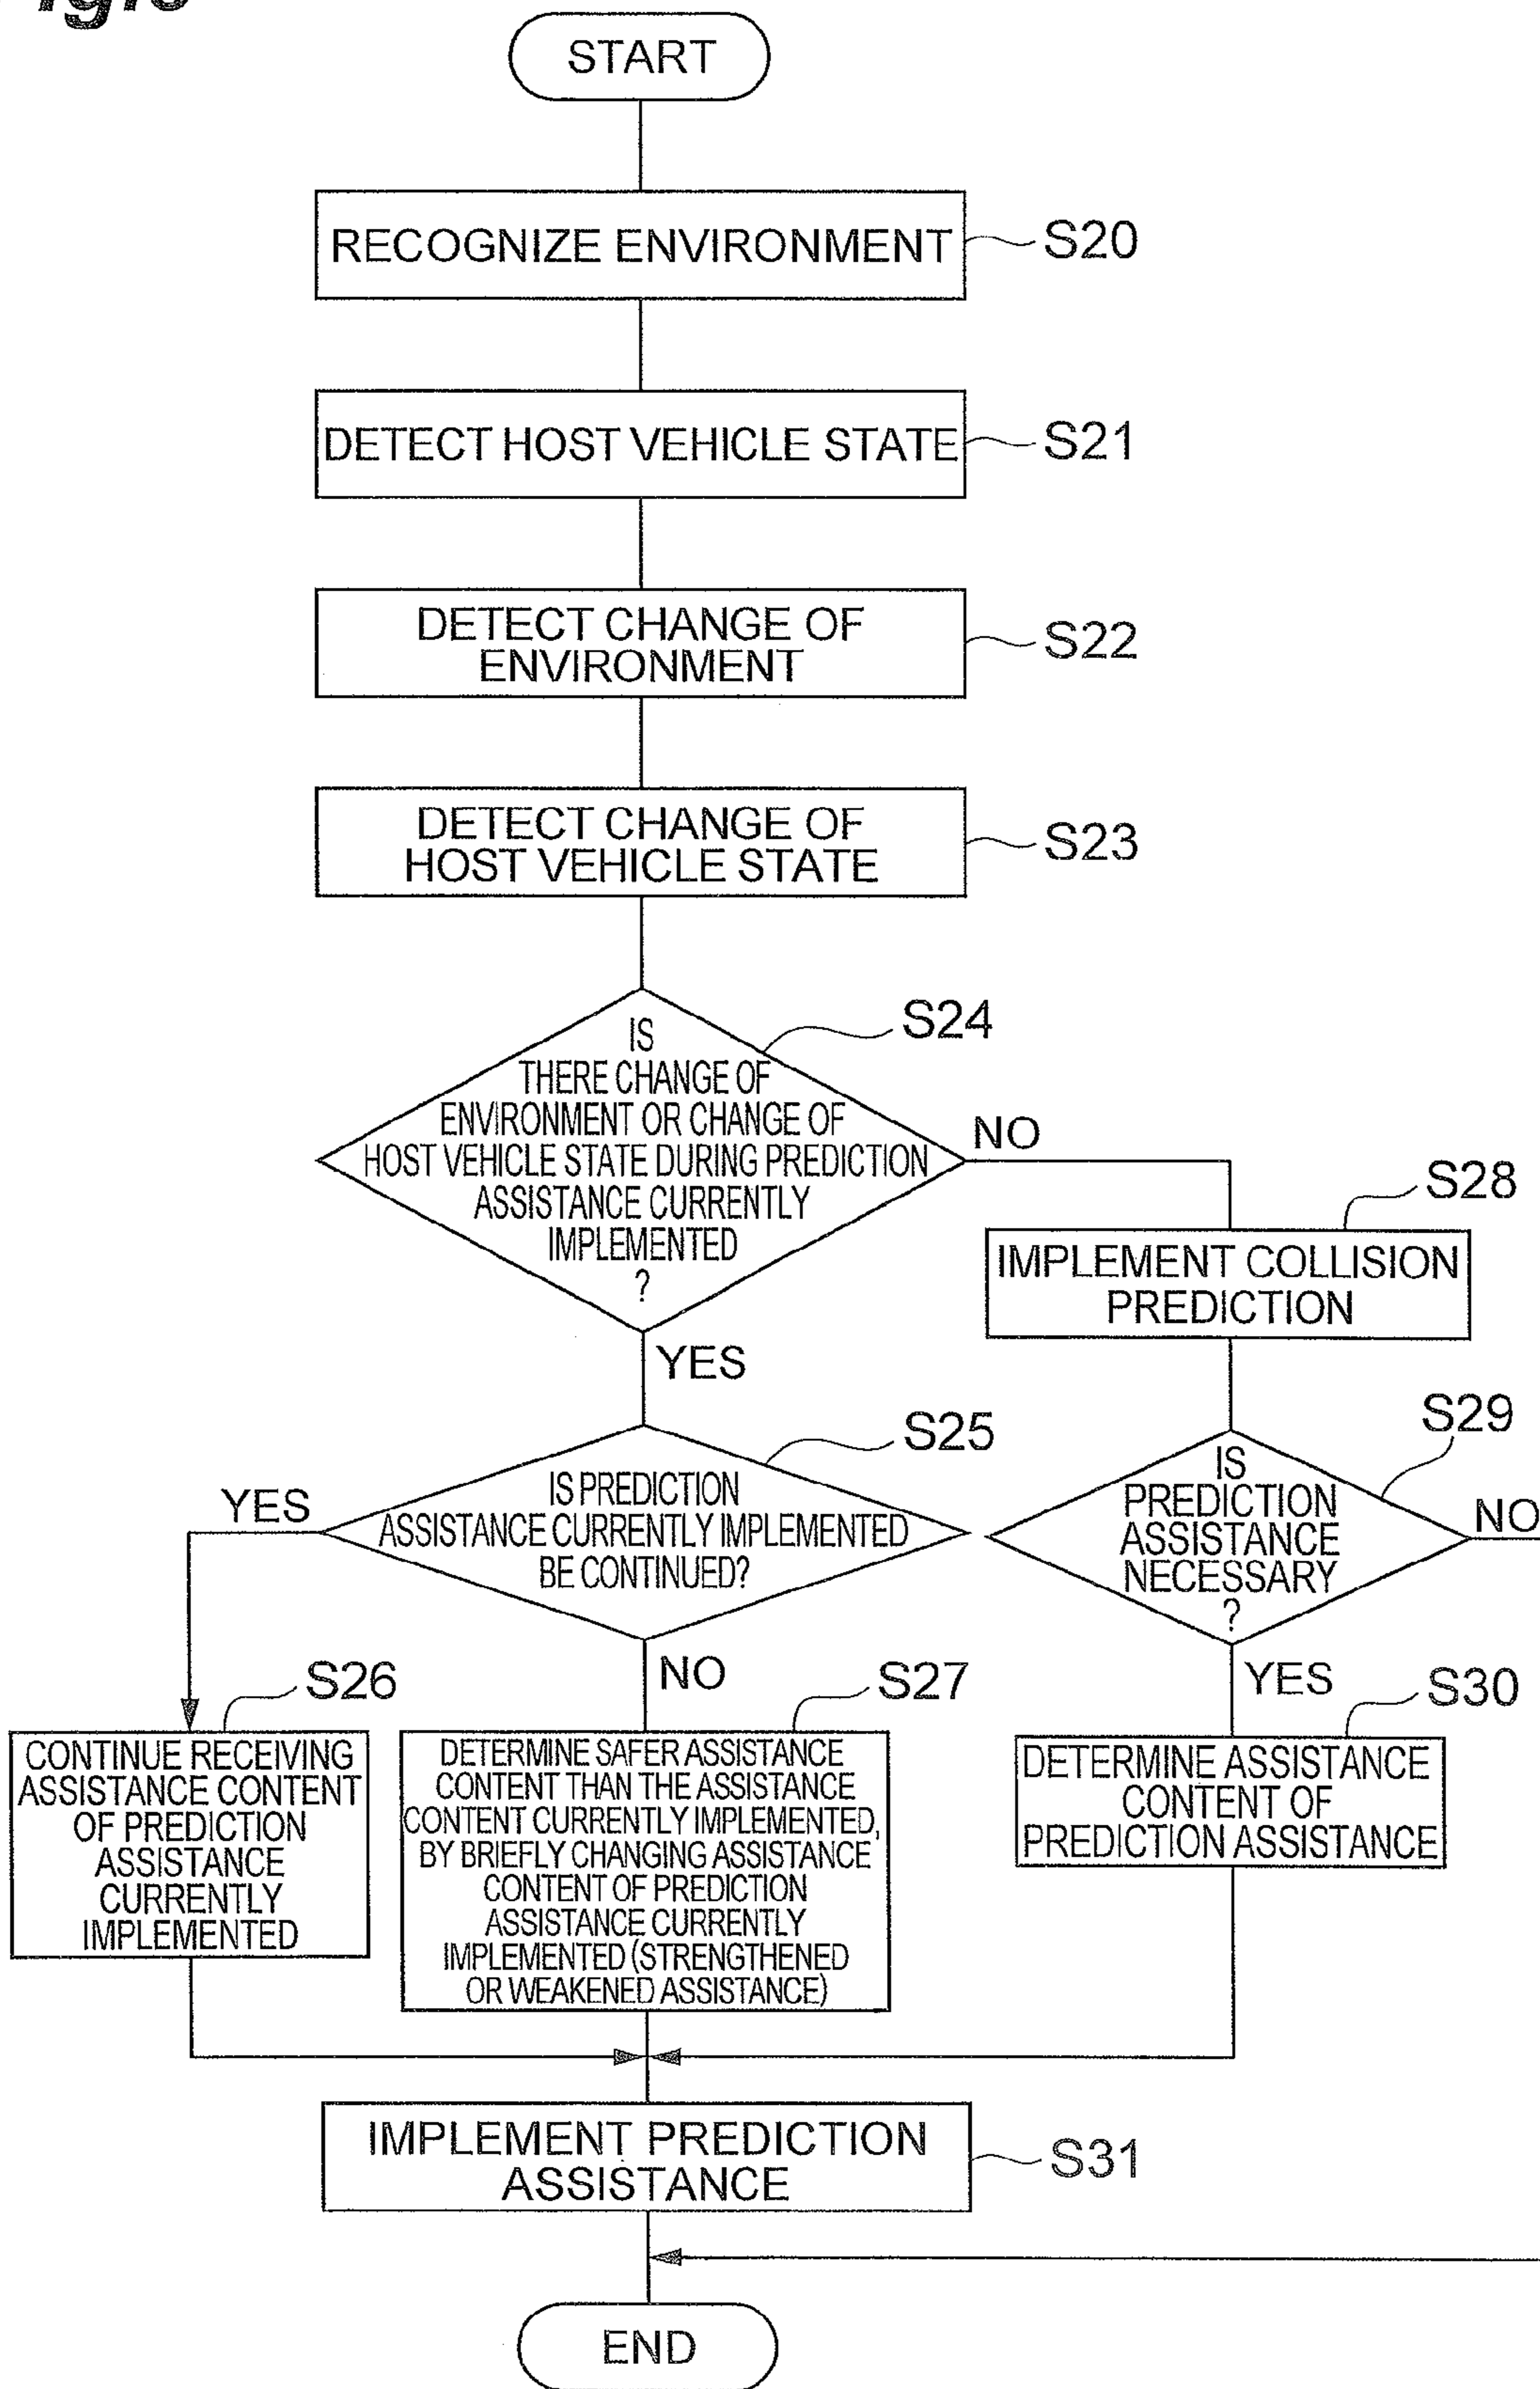 START
RECOGNIZE ENVIRONMENT
S20
DETECT HOST VEHICLE STATE
S21
DETECT CHANGE OF
ENVIRONMENT
S22
DETECT CHANGE OF
HOST VEHICLE STATE
S23
S24
IS
THERE CHANGE OF
ENVIRONMENT OR CHANGE OF
HOST VEHICLE STATE DURING PREDICTION
ASSISTANCE CURRENTLY
IMPLEMENTED
?
NO
YES
S28
IMPLEMENT COLLISION
PREDICTION
S25
IS PREDICTION
ASSISTANCE CURRENTLY IMPLEMENTED
BE CONTINUED?
YES
NO
S29
IS
PREDICTION
ASSISTANCE
NECESSARY
?
NO
YES
S26
CONTINUE RECEIVING
ASSISTANCE CONTENT
OF PREDICTION
ASSISTANCE
CURRENTLY
IMPLEMENTED
S27
DETERMINE SAFER ASSISTANCE
CONTENT THAN THE ASSISTANCE
CONTENT CURRENTLY IMPLEMENTED,
BY BRIEFLY CHANGING ASSISTANCE
CONTENT OF PREDICTION
ASSISTANCE CURRENTLY
IMPLEMENTED (STRENGTHENED
OR WEAKENED ASSISTANCE)
S30
DETERMINE ASSISTANCE
CONTENT OF
PREDICTION ASSISTANCE
IMPLEMENT PREDICTION
ASSISTANCE
S31
END